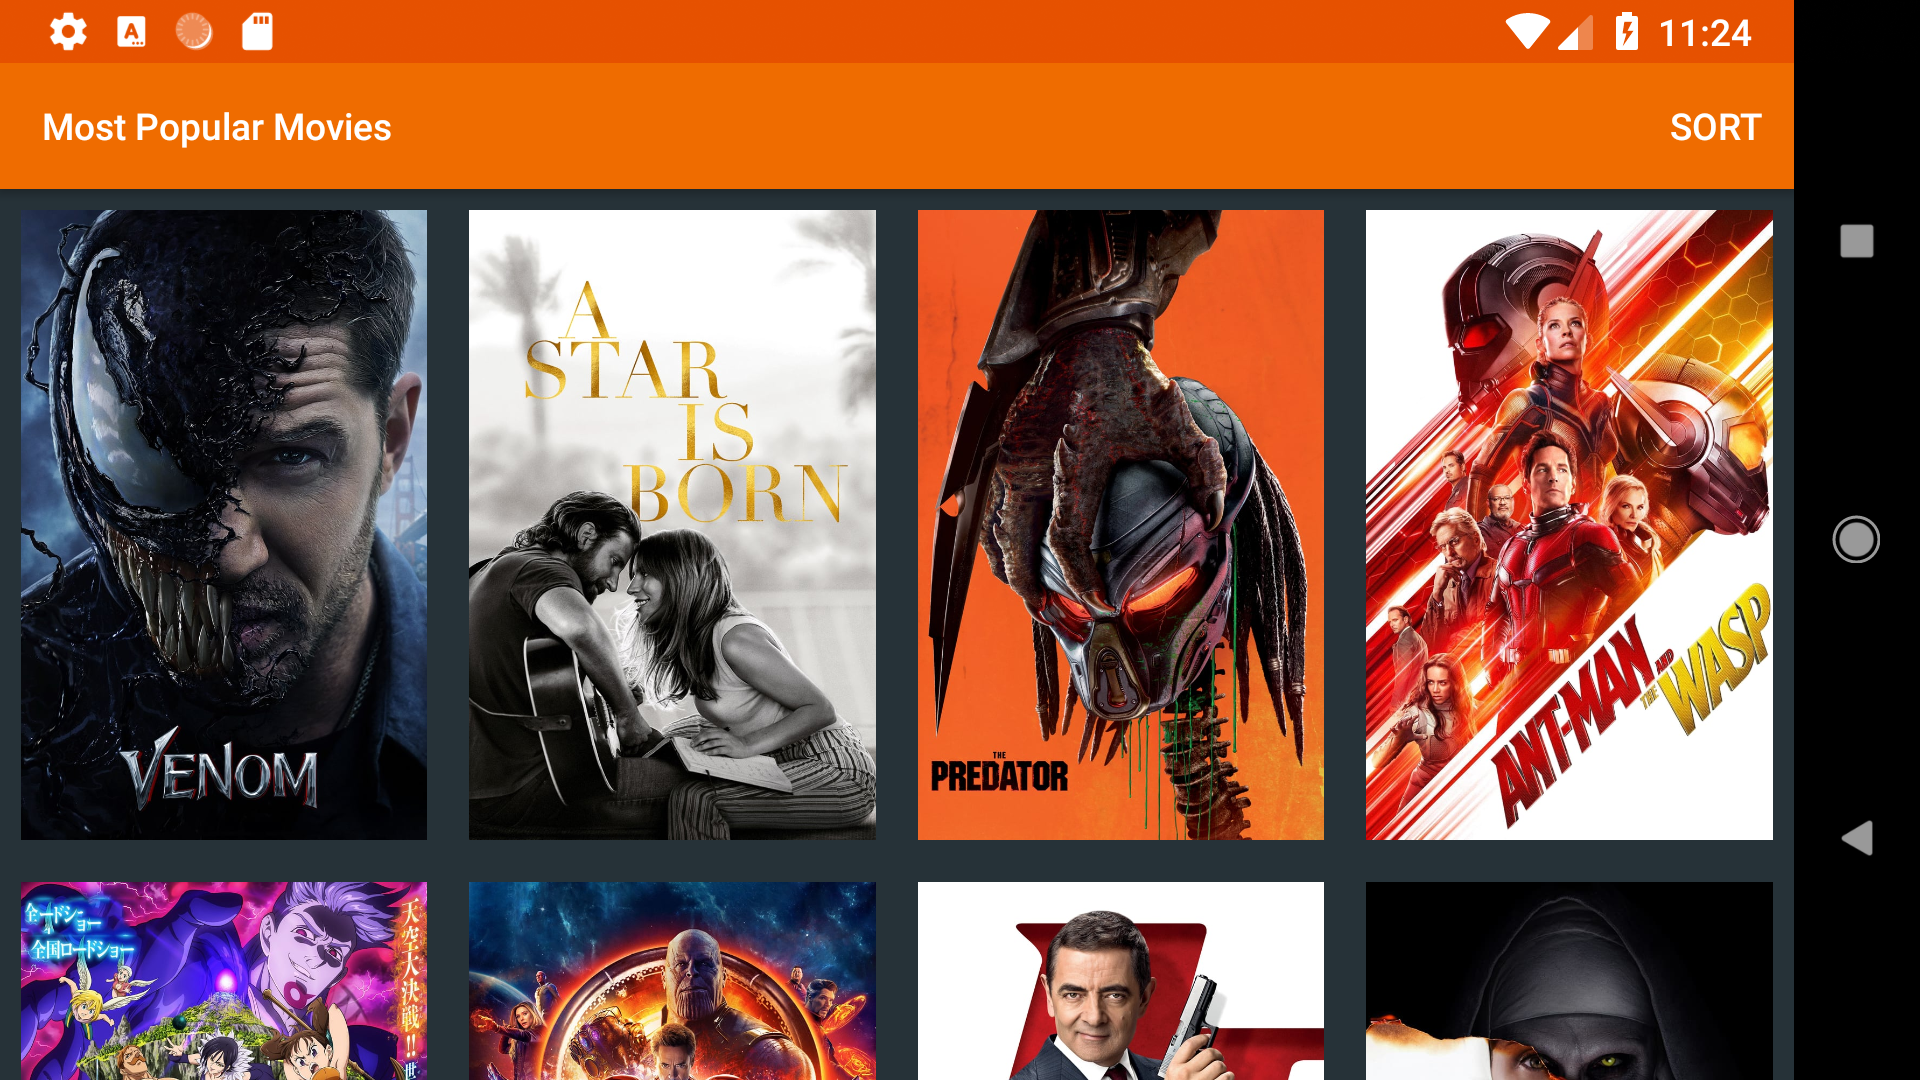 11:24
Most Popular Movies
SORT
VENOM
A
STAR
IS
BORN
THE
PREDATOR
ANT-MAN
AND
THE
WASP
全国ロードショー
天空大決戦!!
世